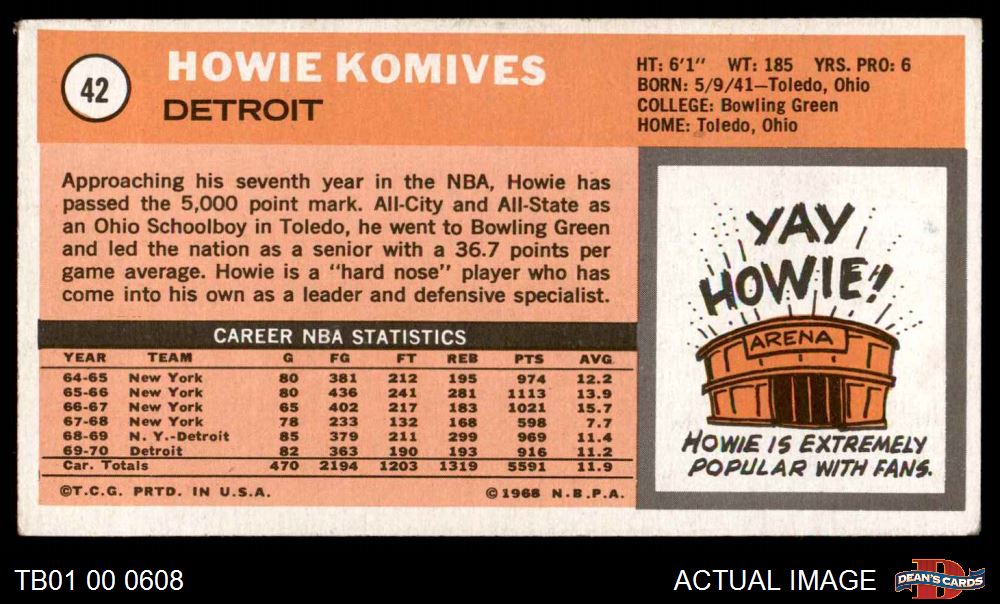 42
HOWIE KOMIVES
DETROIT
HT: 6'1" WT: 185 YRS. PRO: 6
BORN: 5/9/41—Toledo, Ohio
COLLEGE: Bowling Green
HOME: Toledo, Ohio
Approaching his seventh year in the NBA, Howie has
passed the 5,000 point mark. All-City and All-State as
an Ohio Schoolboy in Toledo, he went to Bowling Green
and led the nation as a senior with a 36.7 points per
game average. Howie is a "hard nose" player who has
come into his own as a leader and defensive specialist.
CAREER NBA STATISTICS
YEAR TEAM G FG FT REB PTS AVG.
64-65 New York 80 381 212 195 974 12.2
65-66 New York 80 436 241 281 1113 13.9
66-67 New York 65 402 217 183 1021 15.7
67-68 New York 78 233 132 168 598 7.7
68-69 N. Y.-Detroit 85 379 211 299 969 11.4
69-70 Detroit 82 363 190 193 916 11.2
Car. Totals 470 2194 1203 1319 5591 11.9
©T.C.G. PRTD. IN U.S.A. ©1968 N.B.P.A.
YAY
HOWIE!
ARENA
HOWIE IS EXTREMELY
POPULAR WITH FANS.
TB01 00 0608
ACTUAL IMAGE
DEAN'S CARDS